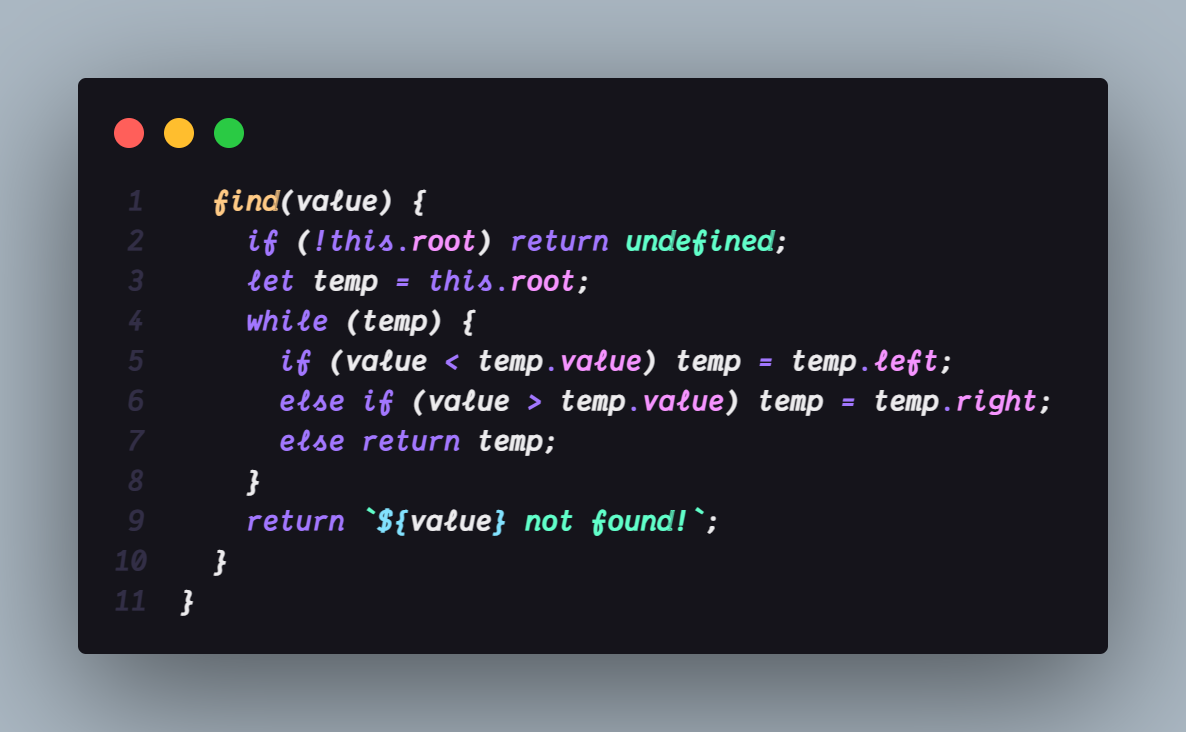 1 find(value) {
2 if (!this.root) return undefined;
3 let temp = this.root;
4 while (temp) {
5 if (value < temp.value) temp = temp.left;
6 else if (value > temp.value) temp = temp.right;
7 else return temp;
8 }
9 return `${value} not found!`;
10 }
11 }